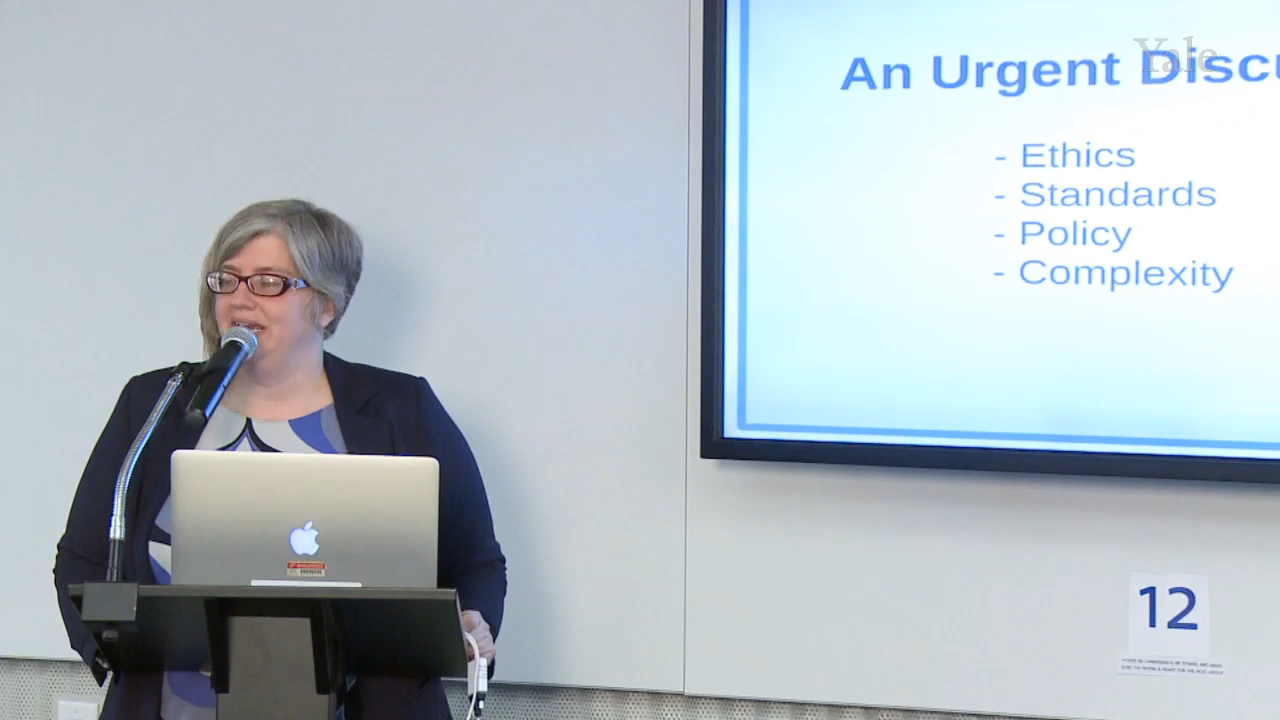 Yale
An Urgent Discu
- Ethics
- Standards
- Policy
- Complexity
12